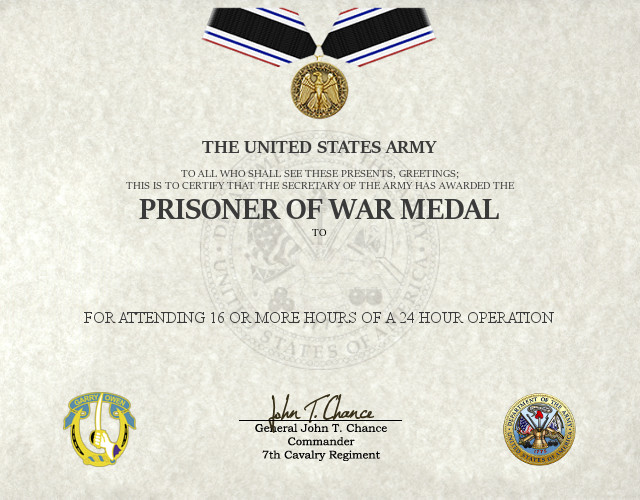 THE UNITED STATES ARMY
TO ALL WHO SHALL SEE THESE PRESENTS, GREETINGS;
THIS IS TO CERTIFY THAT THE SECRETARY OF THE ARMY HAS AWARDED THE
PRISONER OF WAR MEDAL
TO
FOR ATTENDING 16 OR MORE HOURS OF A 24 HOUR OPERATION
John T. Chance
General John T. Chance
Commander
7th Cavalry Regiment
GARRY OWEN
DEPARTMENT OF THE ARMY
UNITED STATES OF AMERICA
1775